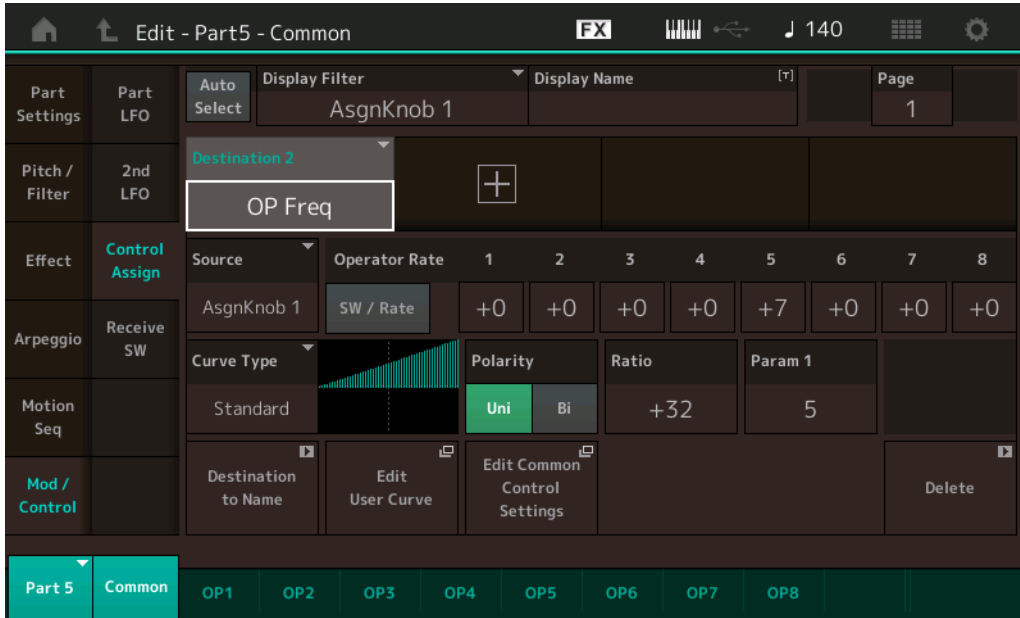 Edit - Part5 - Common
FX
140
Part
Settings
Part
LFO
Auto
Select
Display Filter
AsgnKnob 1
Display Name
[T]
Page
1
Pitch /
Filter
2nd
LFO
Destination 2
OP Freq
Effect
Control
Assign
Source
AsgnKnob 1
Operator Rate 1 2 3 4 5 6 7 8
SW / Rate +0 +0 +0 +0 +7 +0 +0 +0
Arpeggio
Receive
SW
Curve Type
Standard
Polarity
Uni Bi
Ratio
+32
Param 1
5
Motion
Seq
Mod /
Control
Destination
to Name
Edit
User Curve
Edit Common
Control
Settings
Delete
Part 5 Common OP1 OP2 OP3 OP4 OP5 OP6 OP7 OP8